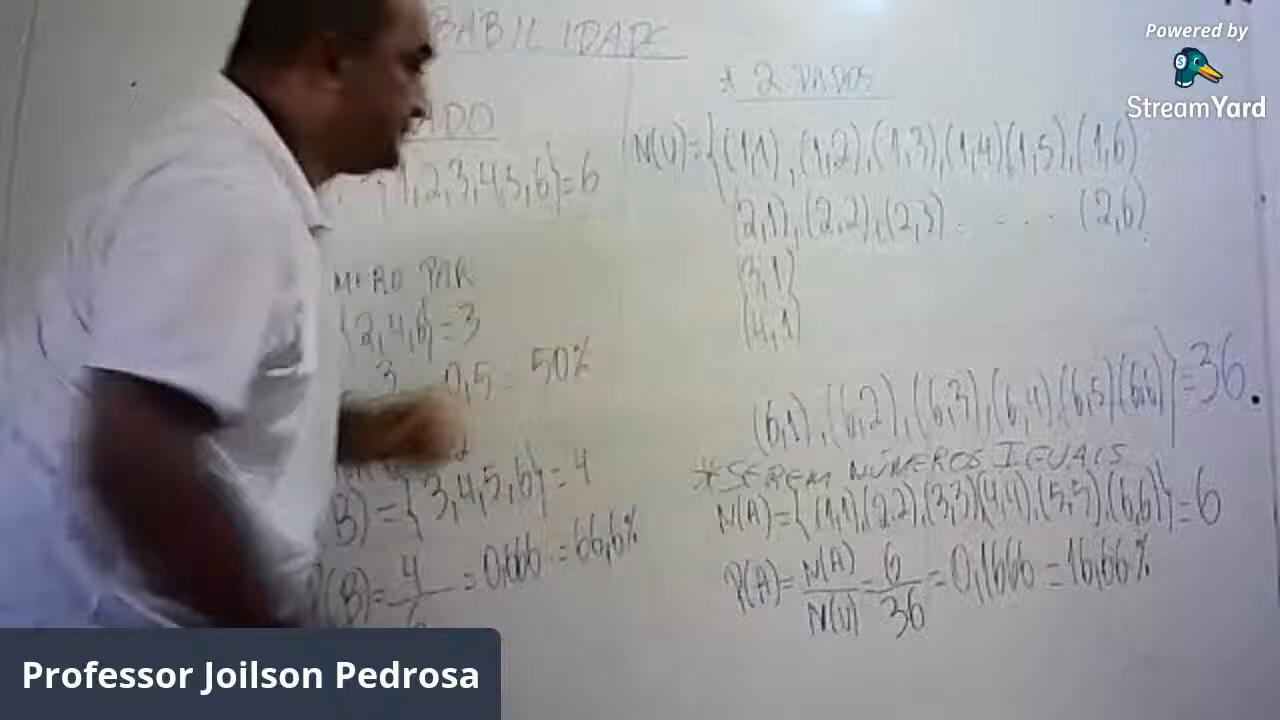 BABILIDADE
ADO
1,2,3,4,5,6}=6
MERO PAR
{2,4,6}=3
3 0,5 = 50%
2
B)={3,4,5,6}=4
P(B)=4/6=0,666=66,6%
* 2 DADOS
N(U)={(1,1),(1,2),(1,3),(1,4)(1,5),(1,6)
(2,1),(2,2),(2,3) . . . . . (2,6)
(3,1)
(4,1)
(6,1),(6,2),(6,3),(6,4)(6,5)(6,6)}=36.
*SEREM NÚMEROS IGUAIS
N(A)={(1,1),(2,2),(3,3)(4,4),(5,5),(6,6)}=6
P(A)=N(A)/N(U)=6/36=0,1666=16,66%
Powered by
StreamYard
Professor Joilson Pedrosa